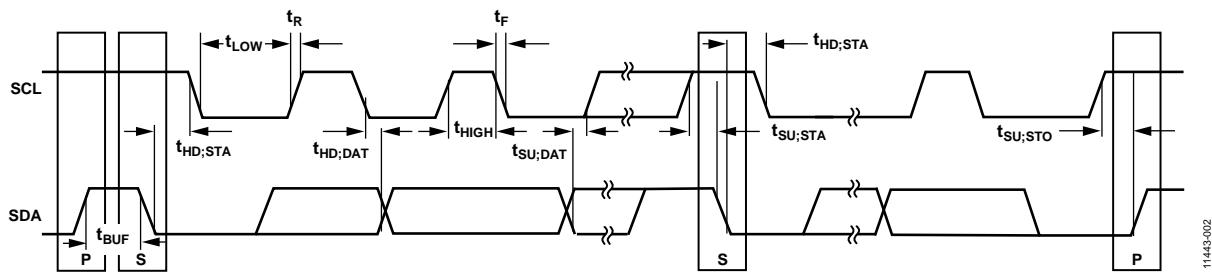 tR
tF
tLOW
tHD;STA
SCL
tHD;STA
tHD;DAT
tHIGH
tSU;DAT
tSU;STA
tSU;STO
SDA
tBUF
P
S
S
P
11443-002